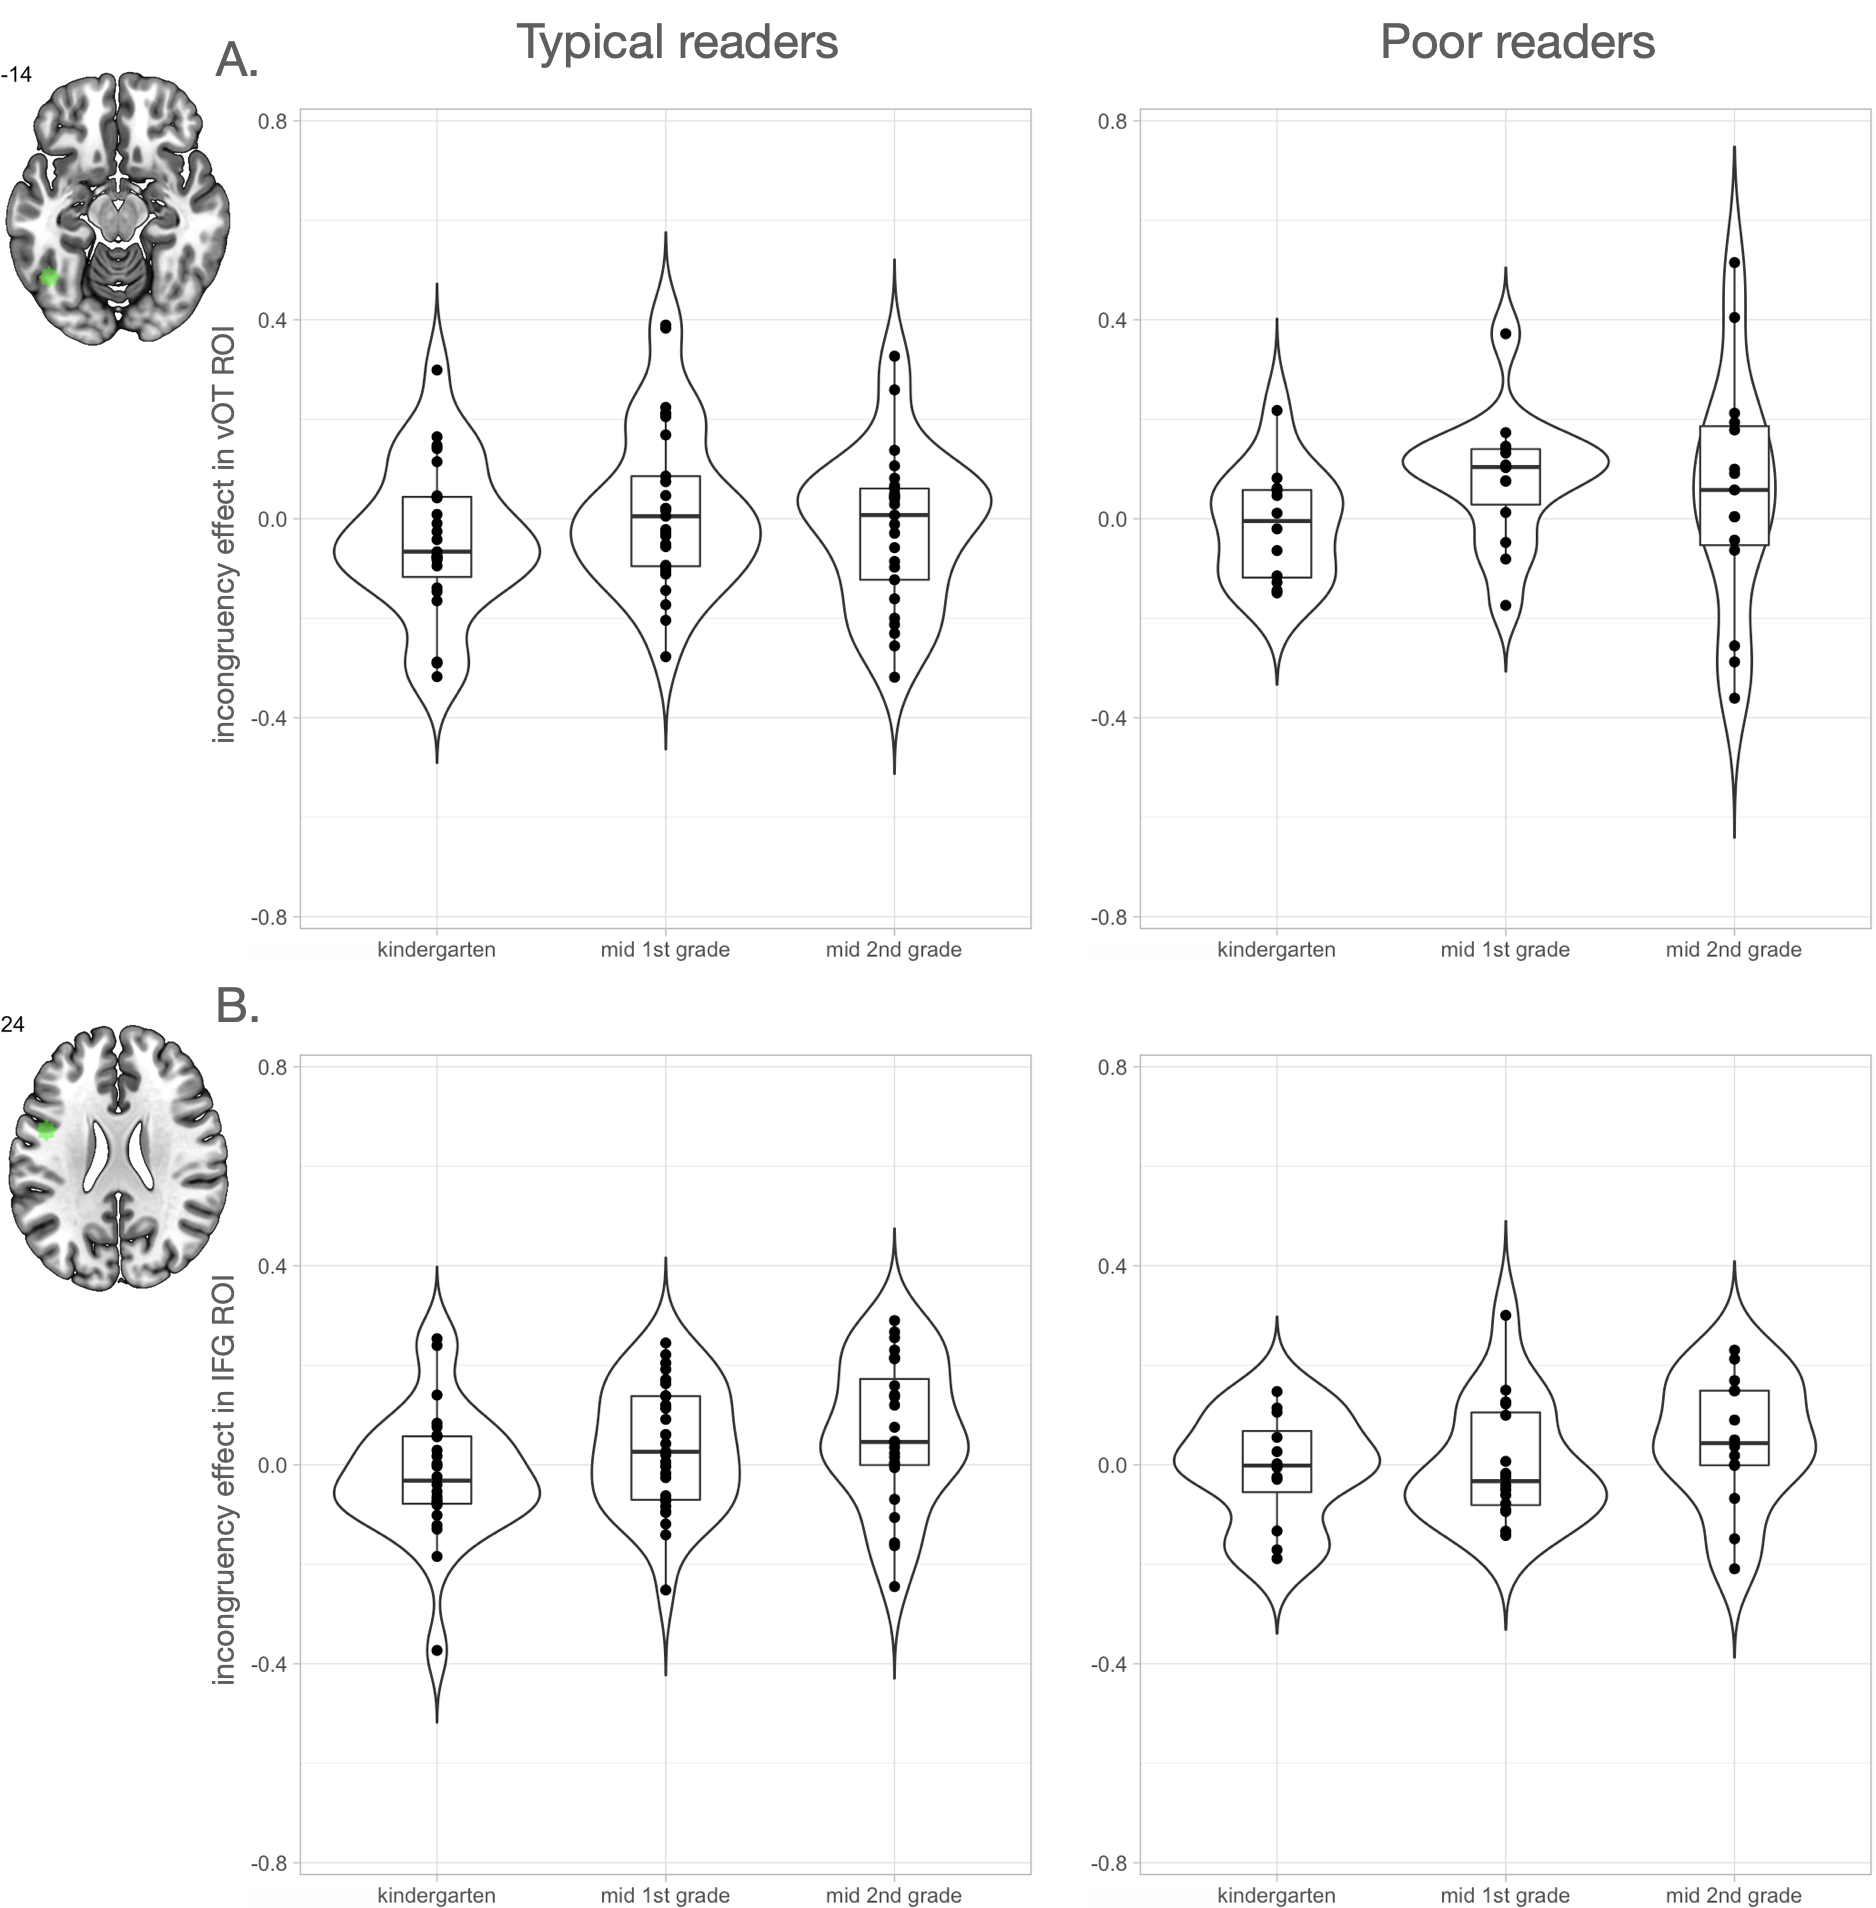 Typical readers
Poor readers
A.
-14
incongruency effect in vOT ROI
0.8
0.4
0.0
-0.4
-0.8
kindergarten
mid 1st grade
mid 2nd grade
0.8
0.4
0.0
-0.4
-0.8
kindergarten
mid 1st grade
mid 2nd grade
B.
24
incongruency effect in IFG ROI
0.8
0.4
0.0
-0.4
-0.8
kindergarten
mid 1st grade
mid 2nd grade
0.8
0.4
0.0
-0.4
-0.8
kindergarten
mid 1st grade
mid 2nd grade